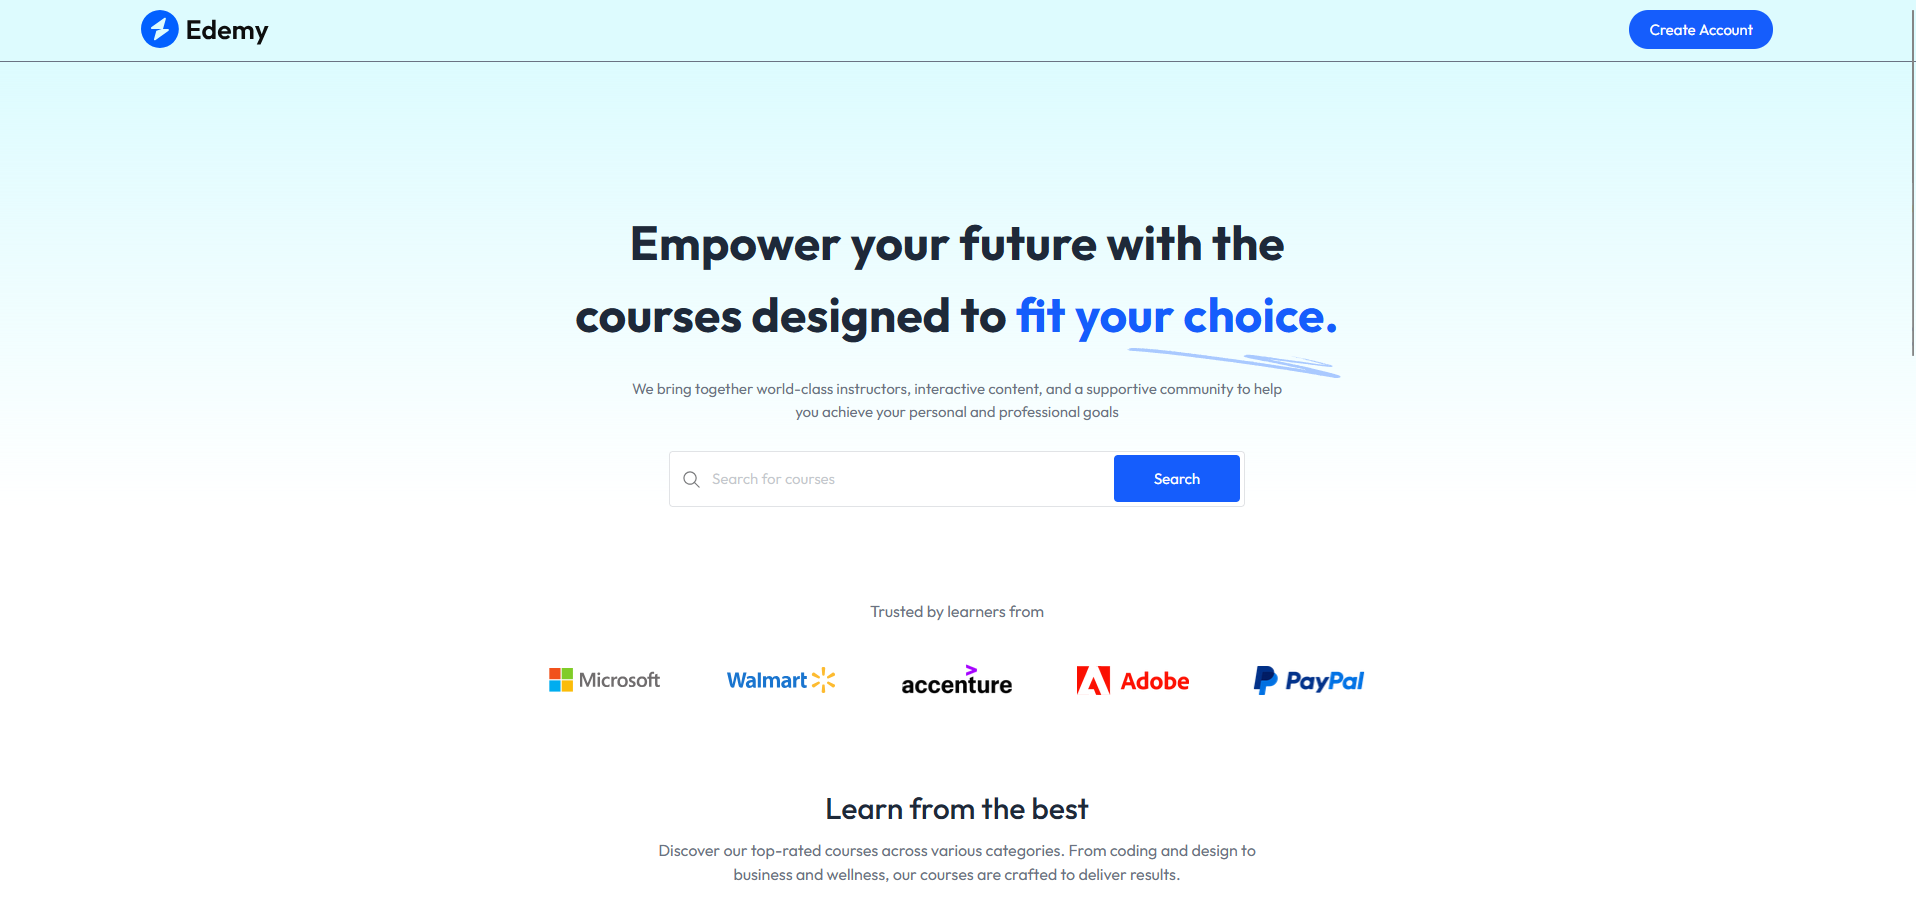 Edemy
Create Account
Empower your future with the
courses designed to fit your choice.
We bring together world-class instructors, interactive content, and a supportive community to help
you achieve your personal and professional goals
Search for courses
Search
Trusted by learners from
Microsoft
Walmart
accenture
Adobe
PayPal
Learn from the best
Discover our top-rated courses across various categories. From coding and design to
business and wellness, our courses are crafted to deliver results.